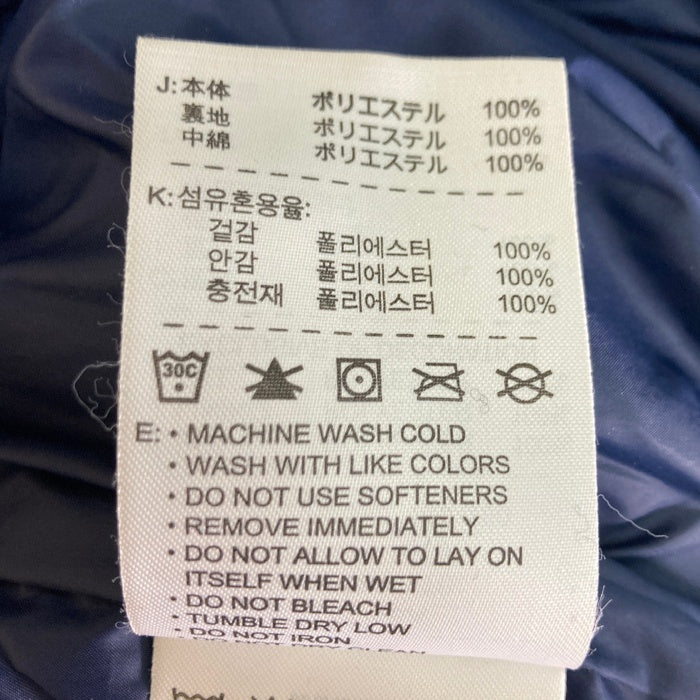 J: 本体 ポリエステル 100%
裏地 ポリエステル 100%
中綿 ポリエステル 100%
K: 섬유혼용율:
겉감 폴리에스터 100%
안감 폴리에스터 100%
충전재 폴리에스터 100%
30C
E: • MACHINE WASH COLD
• WASH WITH LIKE COLORS
• DO NOT USE SOFTENERS
• REMOVE IMMEDIATELY
• DO NOT ALLOW TO LAY ON
ITSELF WHEN WET
• DO NOT BLEACH
• TUMBLE DRY LOW
DO NOT IRON
DO NOT DRY CLEAN